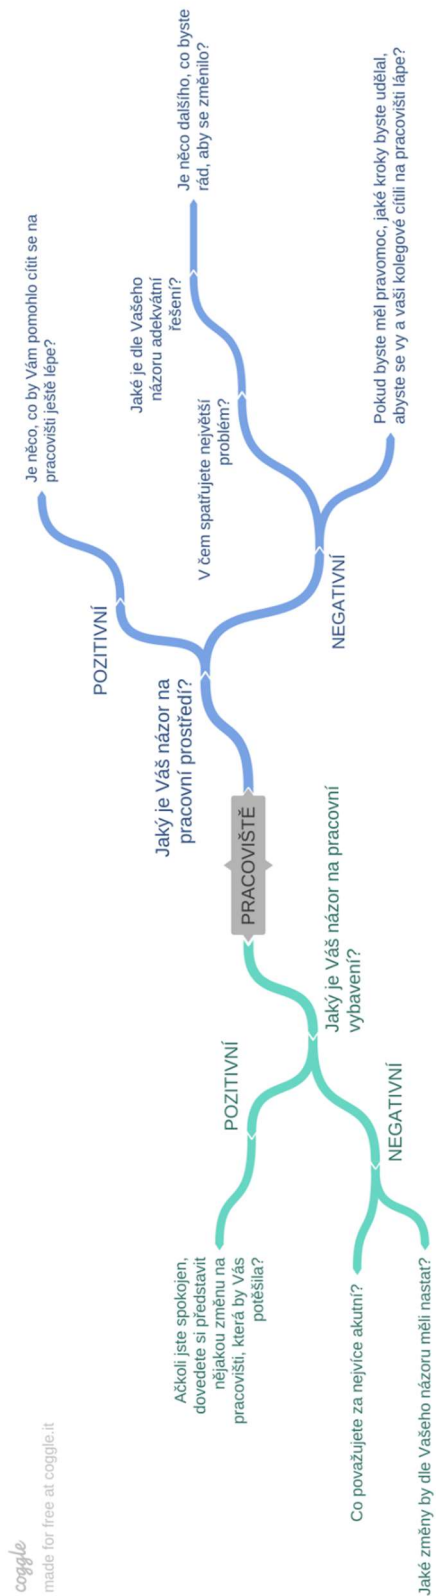 coggle
made for free at coggle.it
PRACOVIŠTĚ
Jaký je Váš názor na
pracovní prostředí?
POZITIVNÍ
Je něco, co by Vám pomohlo cítit se na
pracovišti ještě lépe?
NEGATIVNÍ
V čem spatřujete největší
problém?
Jaké je dle Vašeho
názoru adekvátní
řešení?
Je něco dalšího, co byste
rád, aby se změnilo?
Pokud byste měl pravomoc, jaké kroky byste udělal,
abyste se vy a vaši kolegové cítili na pracovišti lápe?
Jaký je Váš názor na pracovní
vybavení?
POZITIVNÍ
Ačkoli jste spokojen,
dovedete si představit
nějakou změnu na
pracovišti, která by Vás
potěšila?
NEGATIVNÍ
Co považujete za nejvíce akutní?
Jaké změny by dle Vašeho názoru měli nastat?